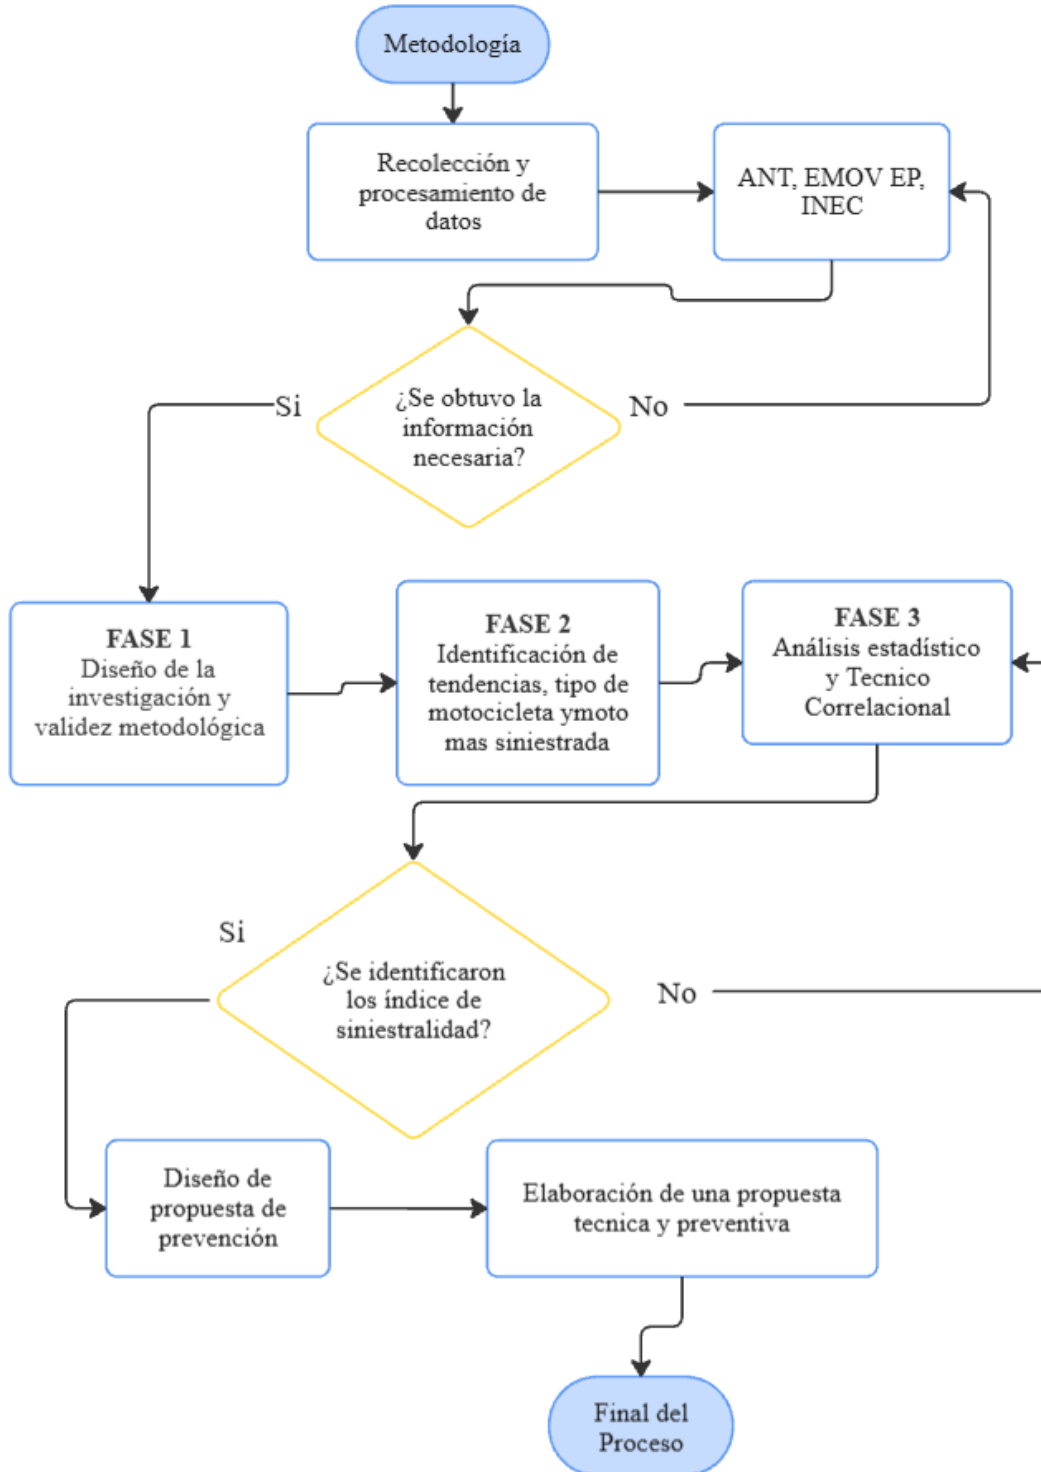 Metodología
Recolección y
procesamiento de
datos
ANT, EMOV EP,
INEC
¿Se obtuvo la
información
necesaria?
Si
No
FASE 1
Diseño de la
investigación y
validez metodológica
FASE 2
Identificación de
tendencias, tipo de
motocicleta ymoto
mas siniestrada
FASE 3
Análisis estadístico
y Tecnico
Correlacional
Si
¿Se identificaron
los índice de
siniestralidad?
No
Diseño de
propuesta de
prevención
Elaboración de una propuesta
tecnica y preventiva
Final del
Proceso